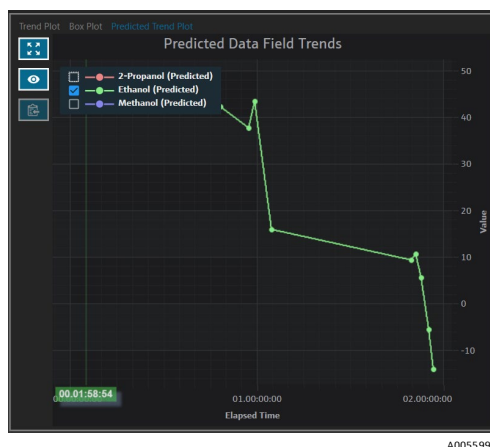 Trend Plot Box Plot Predicted Trend Plot
Predicted Data Field Trends
2-Propanol (Predicted)
Ethanol (Predicted)
Methanol (Predicted)
50
40
30
20
10
0
-10
Value
00.01:58:54
01.00:00:00
02.00:00:00
Elapsed Time
A005599